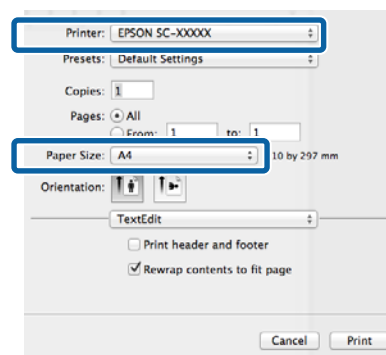 Printer: EPSON SC-XXXXX
Presets: Default Settings
Copies: 1
Pages: All
From: 1 to: 1
Paper Size: A4 10 by 297 mm
Orientation:
TextEdit
Print header and footer
Rewrap contents to fit page
Cancel Print